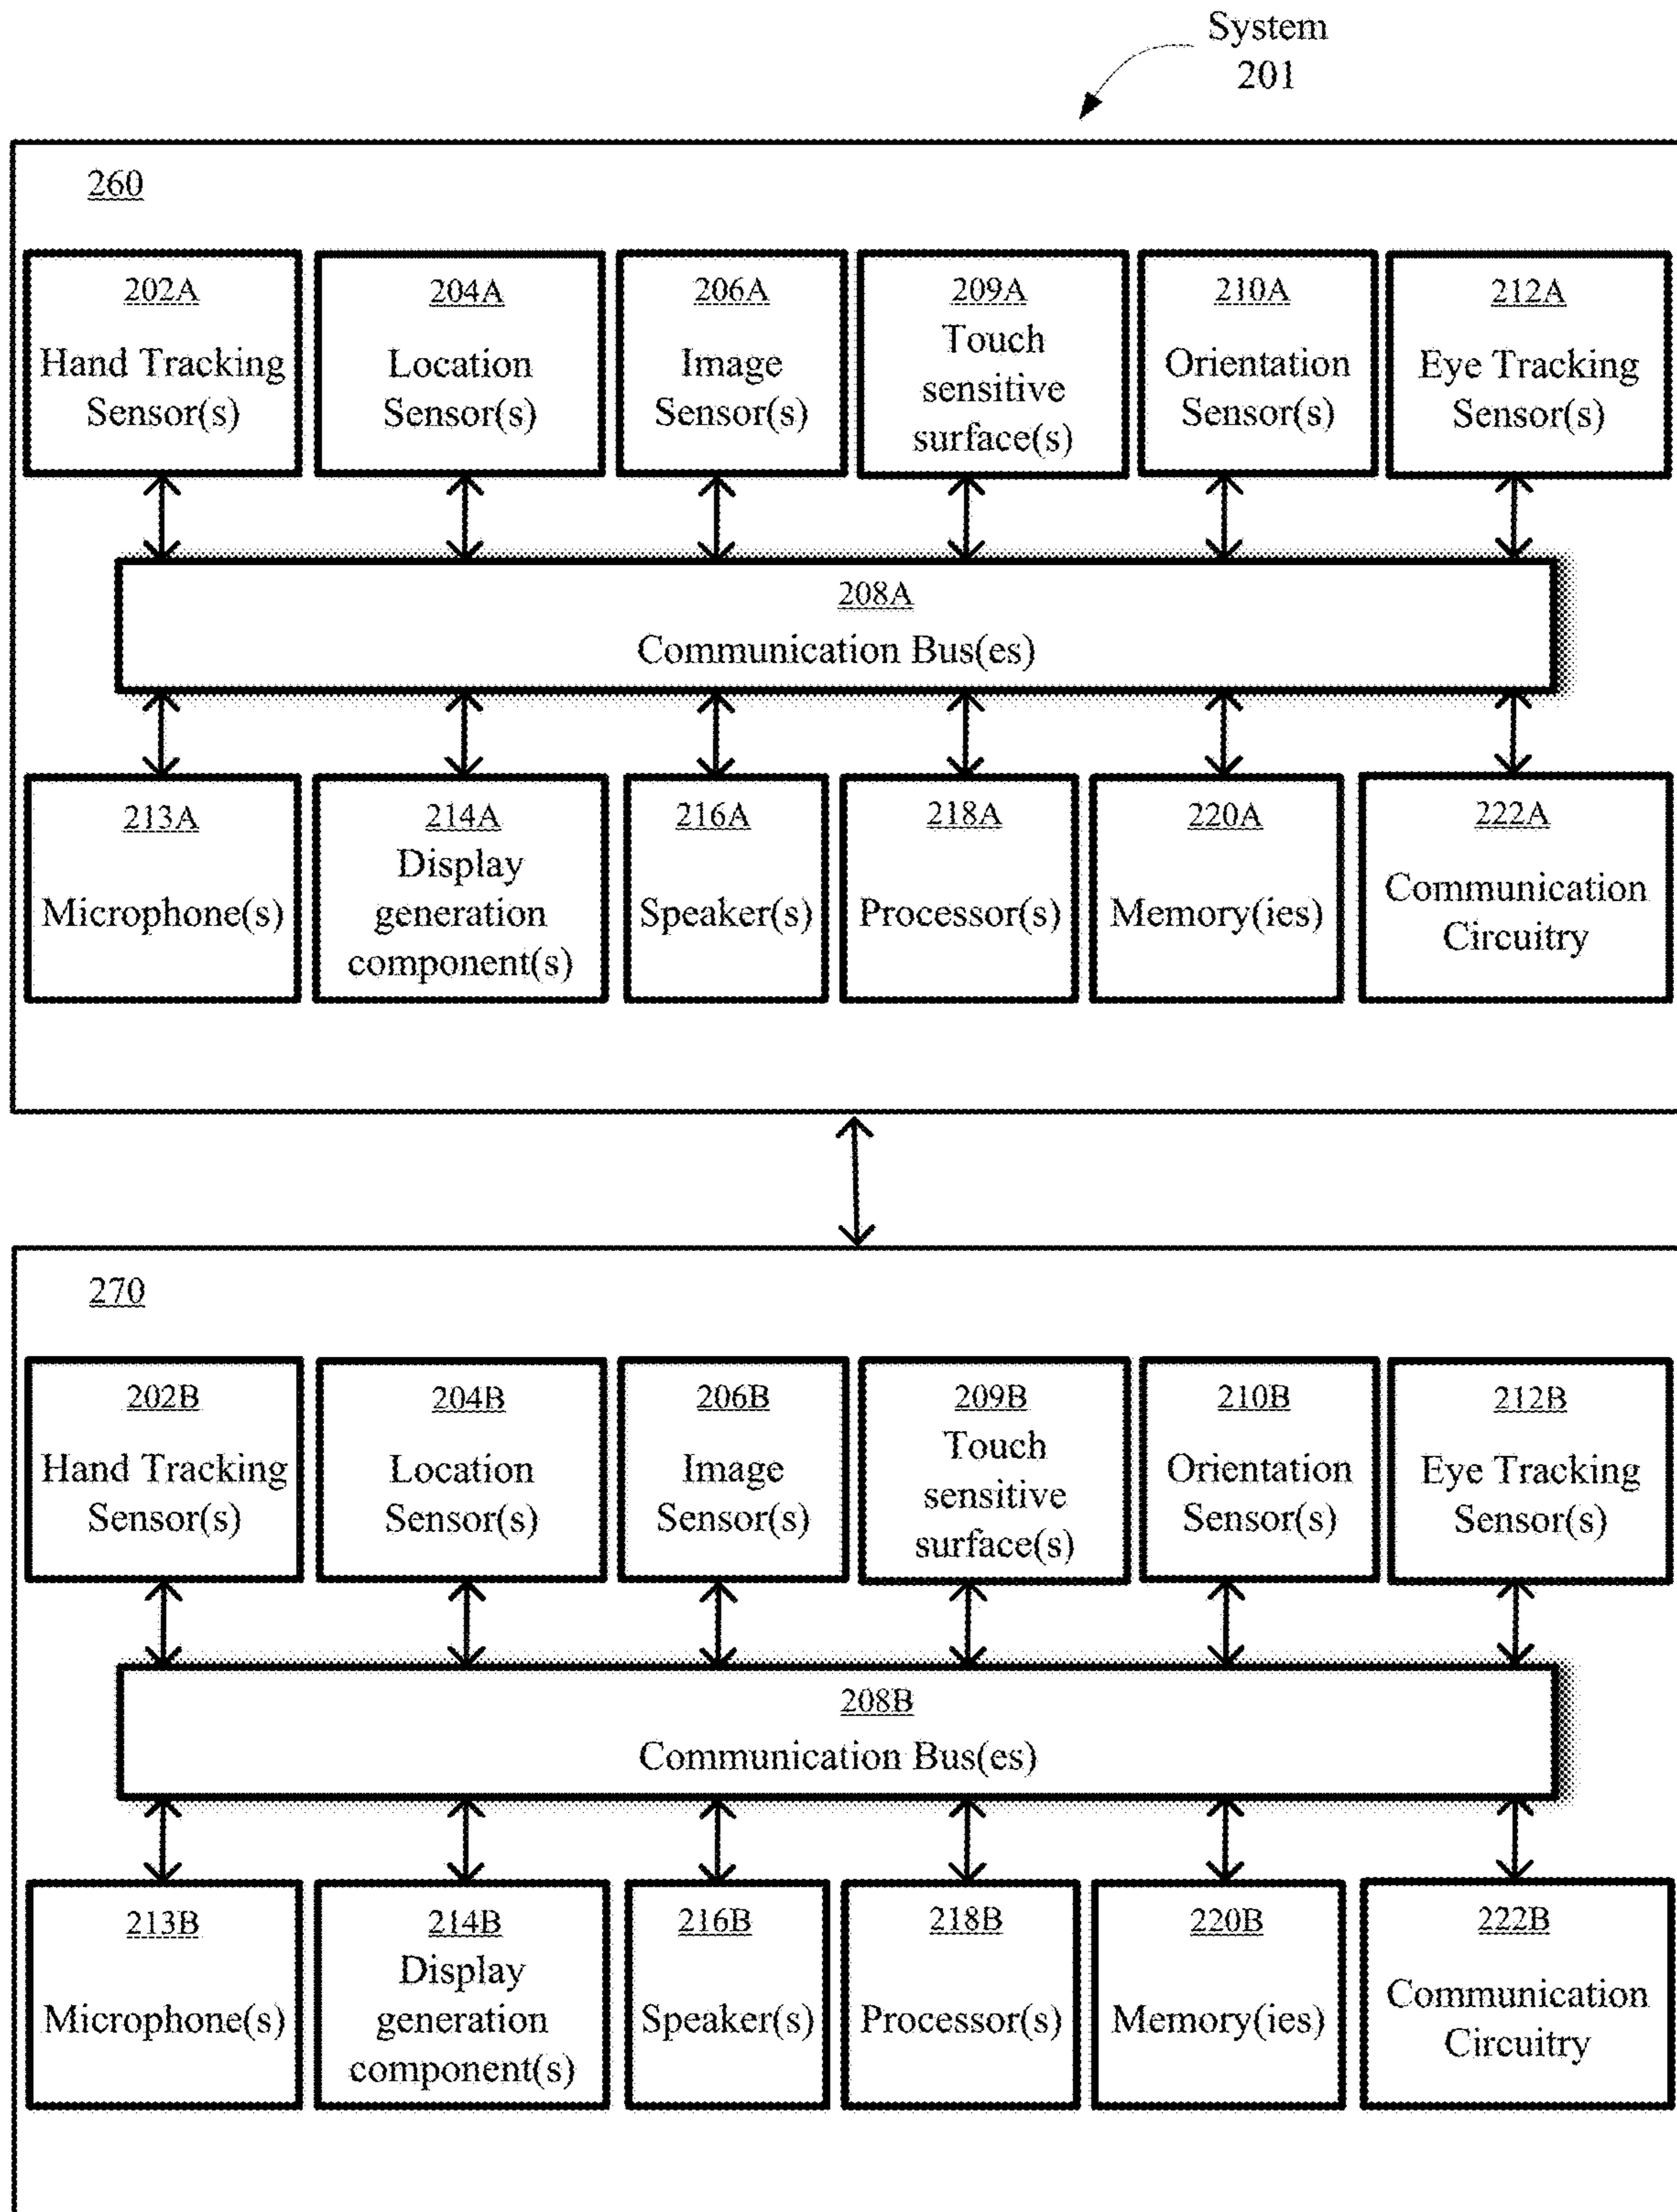 System
201
260
202A
Hand Tracking
Sensor(s)
204A
Location
Sensor(s)
206A
Image
Sensor(s)
209A
Touch
sensitive
surface(s)
210A
Orientation
Sensor(s)
212A
Eye Tracking
Sensor(s)
208A
Communication Bus(es)
213A
Microphone(s)
214A
Display
generation
component(s)
216A
Speaker(s)
218A
Processor(s)
220A
Memory(ies)
222A
Communication
Circuitry
270
202B
Hand Tracking
Sensor(s)
204B
Location
Sensor(s)
206B
Image
Sensor(s)
209B
Touch
sensitive
surface(s)
210B
Orientation
Sensor(s)
212B
Eye Tracking
Sensor(s)
208B
Communication Bus(es)
213B
Microphone(s)
214B
Display
generation
component(s)
216B
Speaker(s)
218B
Processor(s)
220B
Memory(ies)
222B
Communication
Circuitry